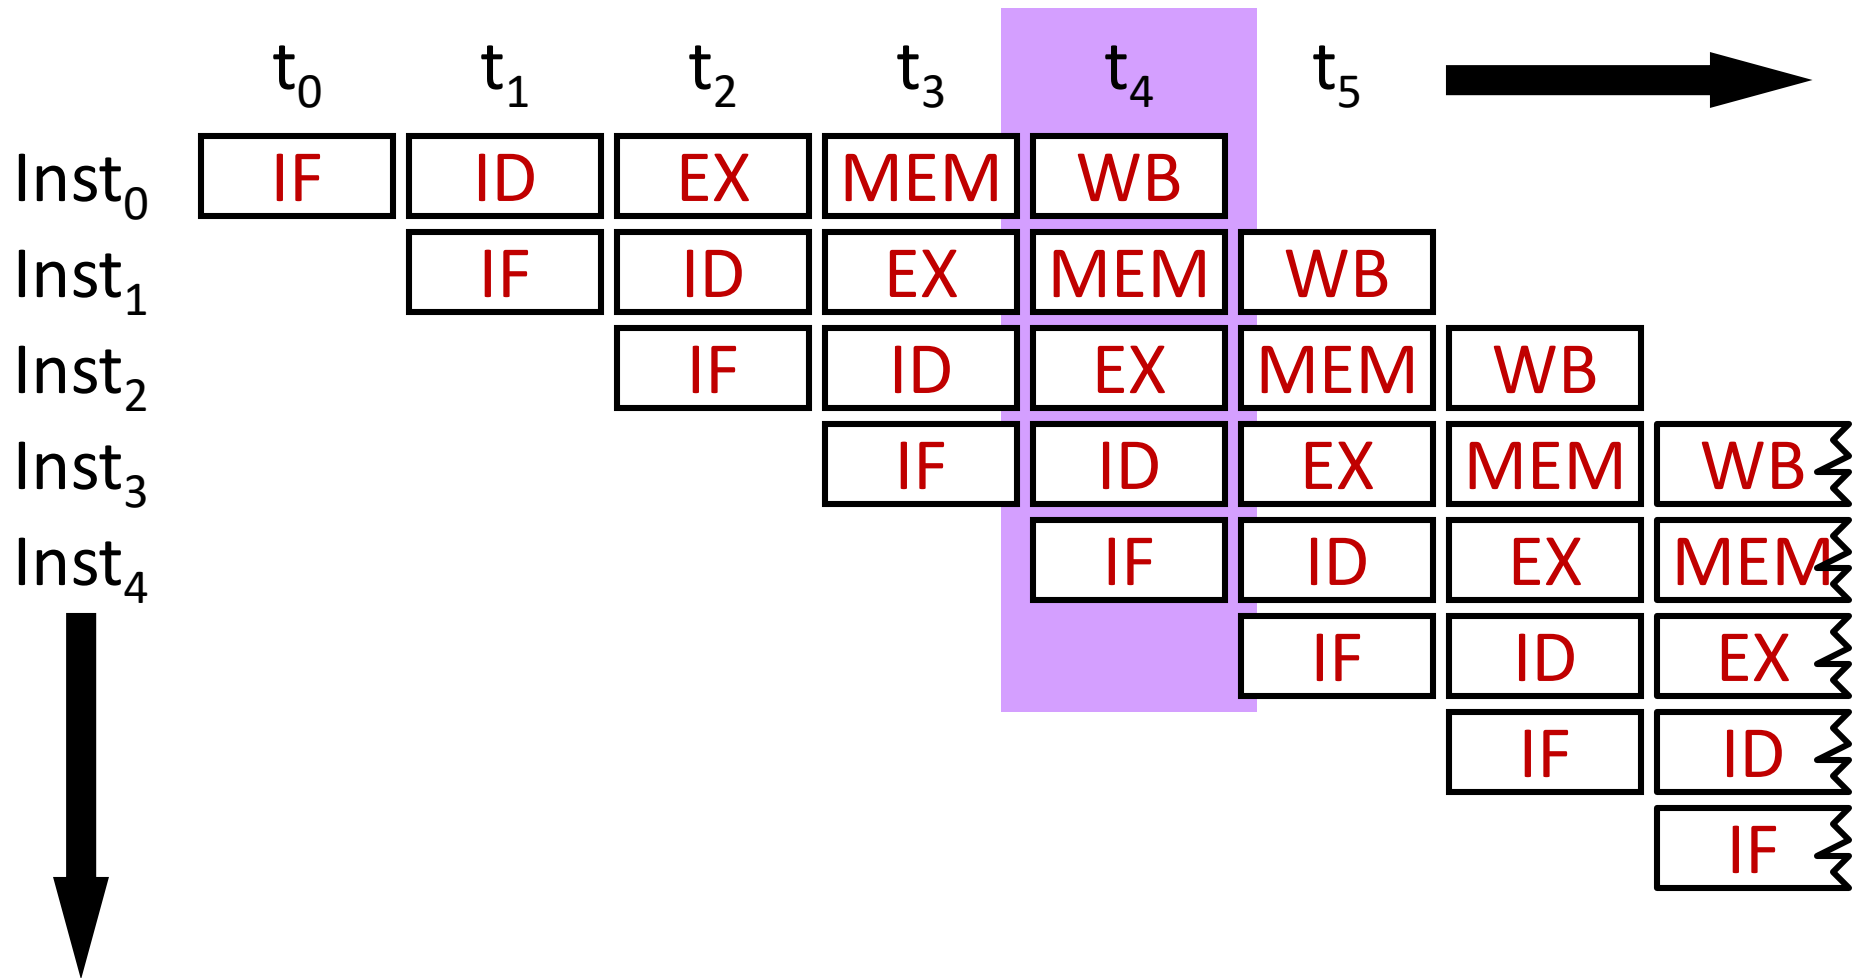 t₀ t₁ t₂ t₃ t₄ t₅
Inst₀ IF ID EX MEM WB
Inst₁ IF ID EX MEM WB
Inst₂ IF ID EX MEM WB
Inst₃ IF ID EX MEM WB
Inst₄ IF ID EX MEM
IF ID EX
IF ID
IF